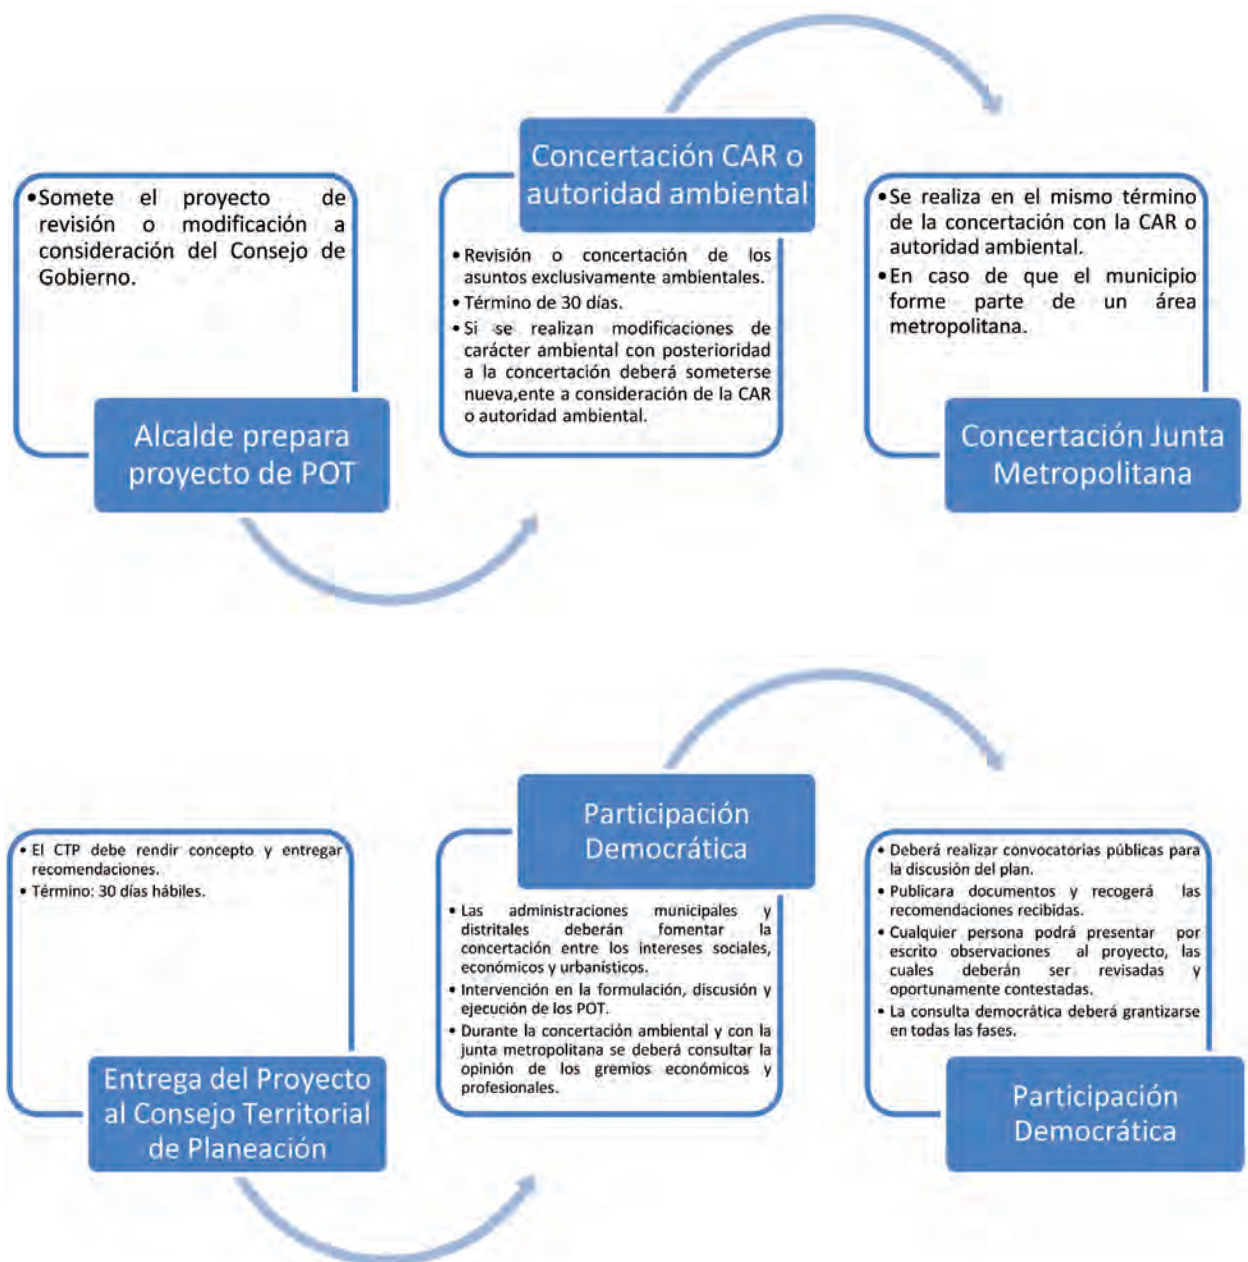 •Somete el proyecto de
revisión o modificación a
consideración del Consejo de
Gobierno.
Alcalde prepara
proyecto de POT
Concertación CAR o
autoridad ambiental
• Revisión o concertación de los
asuntos exclusivamente ambientales.
• Término de 30 días.
• Si se realizan modificaciones de
carácter ambiental con posterioridad
a la concertación deberá someterse
nueva,ente a consideración de la CAR
o autoridad ambiental.
•Se realiza en el mismo término
de la concertación con la CAR o
autoridad ambiental.
•En caso de que el municipio
forme parte de un área
metropolitana.
Concertación Junta
Metropolitana
• El CTP debe rendir concepto y entregar
recomendaciones.
• Término: 30 días hábiles.
Entrega del Proyecto
al Consejo Territorial
de Planeación
Participación
Democrática
• Las administraciones municipales y
distritales deberán fomentar la
concertación entre los intereses sociales,
económicos y urbanísticos.
• Intervención en la formulación, discusión y
ejecución de los POT.
• Durante la concertación ambiental y con la
junta metropolitana se deberá consultar la
opinión de los gremios económicos y
profesionales.
• Deberá realizar convocatorias públicas para
la discusión del plan.
• Publicara documentos y recogerá las
recomendaciones recibidas.
• Cualquier persona podrá presentar por
escrito observaciones al proyecto, las
cuales deberán ser revisadas y
oportunamente contestadas.
• La consulta democrática deberá grantizarse
en todas las fases.
Participación
Democrática